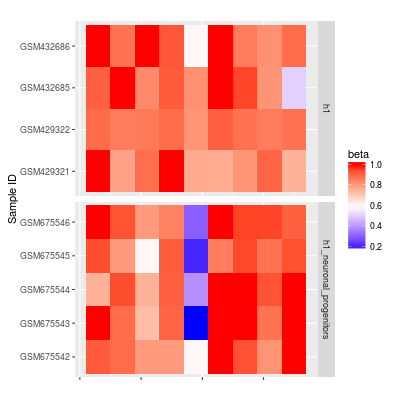 Sample ID
GSM432686
GSM432685
GSM429322
GSM429321
h1
GSM675546
GSM675545
GSM675544
GSM675543
GSM675542
h1_neuronal_progenitors
beta
1.0
0.8
0.6
0.4
0.2